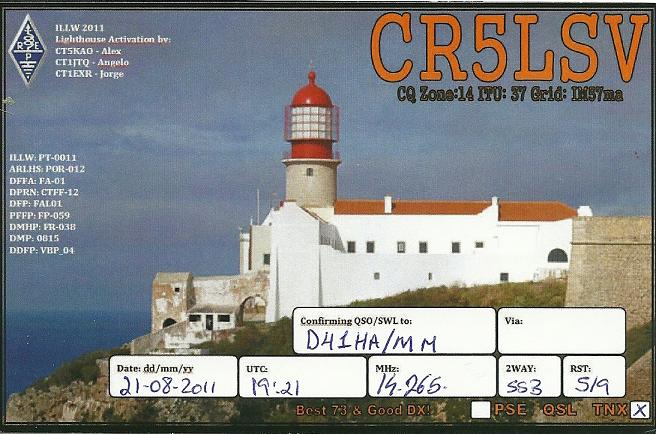 ILLW 2011
Lighthouse Activation by:
CT5KAO - Alex
CT1JTQ - Angelo
CT1EXR - Jorge
R E P
CR5LSV
CQ Zone:14 ITU: 37 Grid: IM57ma
ILLW: PT-0011
ARLHS: POR-012
DFFA: FA-01
DPRN: CTFF-12
DFP: FAL01
PFFP: FP-059
DMHP: FR-038
DMP: 0815
DDFP: VBP_04
Confirming QSO/SWL to:
D41HA/MM
Via:
Date: dd/mm/yy
21-08-2011
UTC:
19:21
MHz:
14.265.
2WAY:
SSB
RST:
519
Best 73 & Good DX!
PSE QSL TNX X